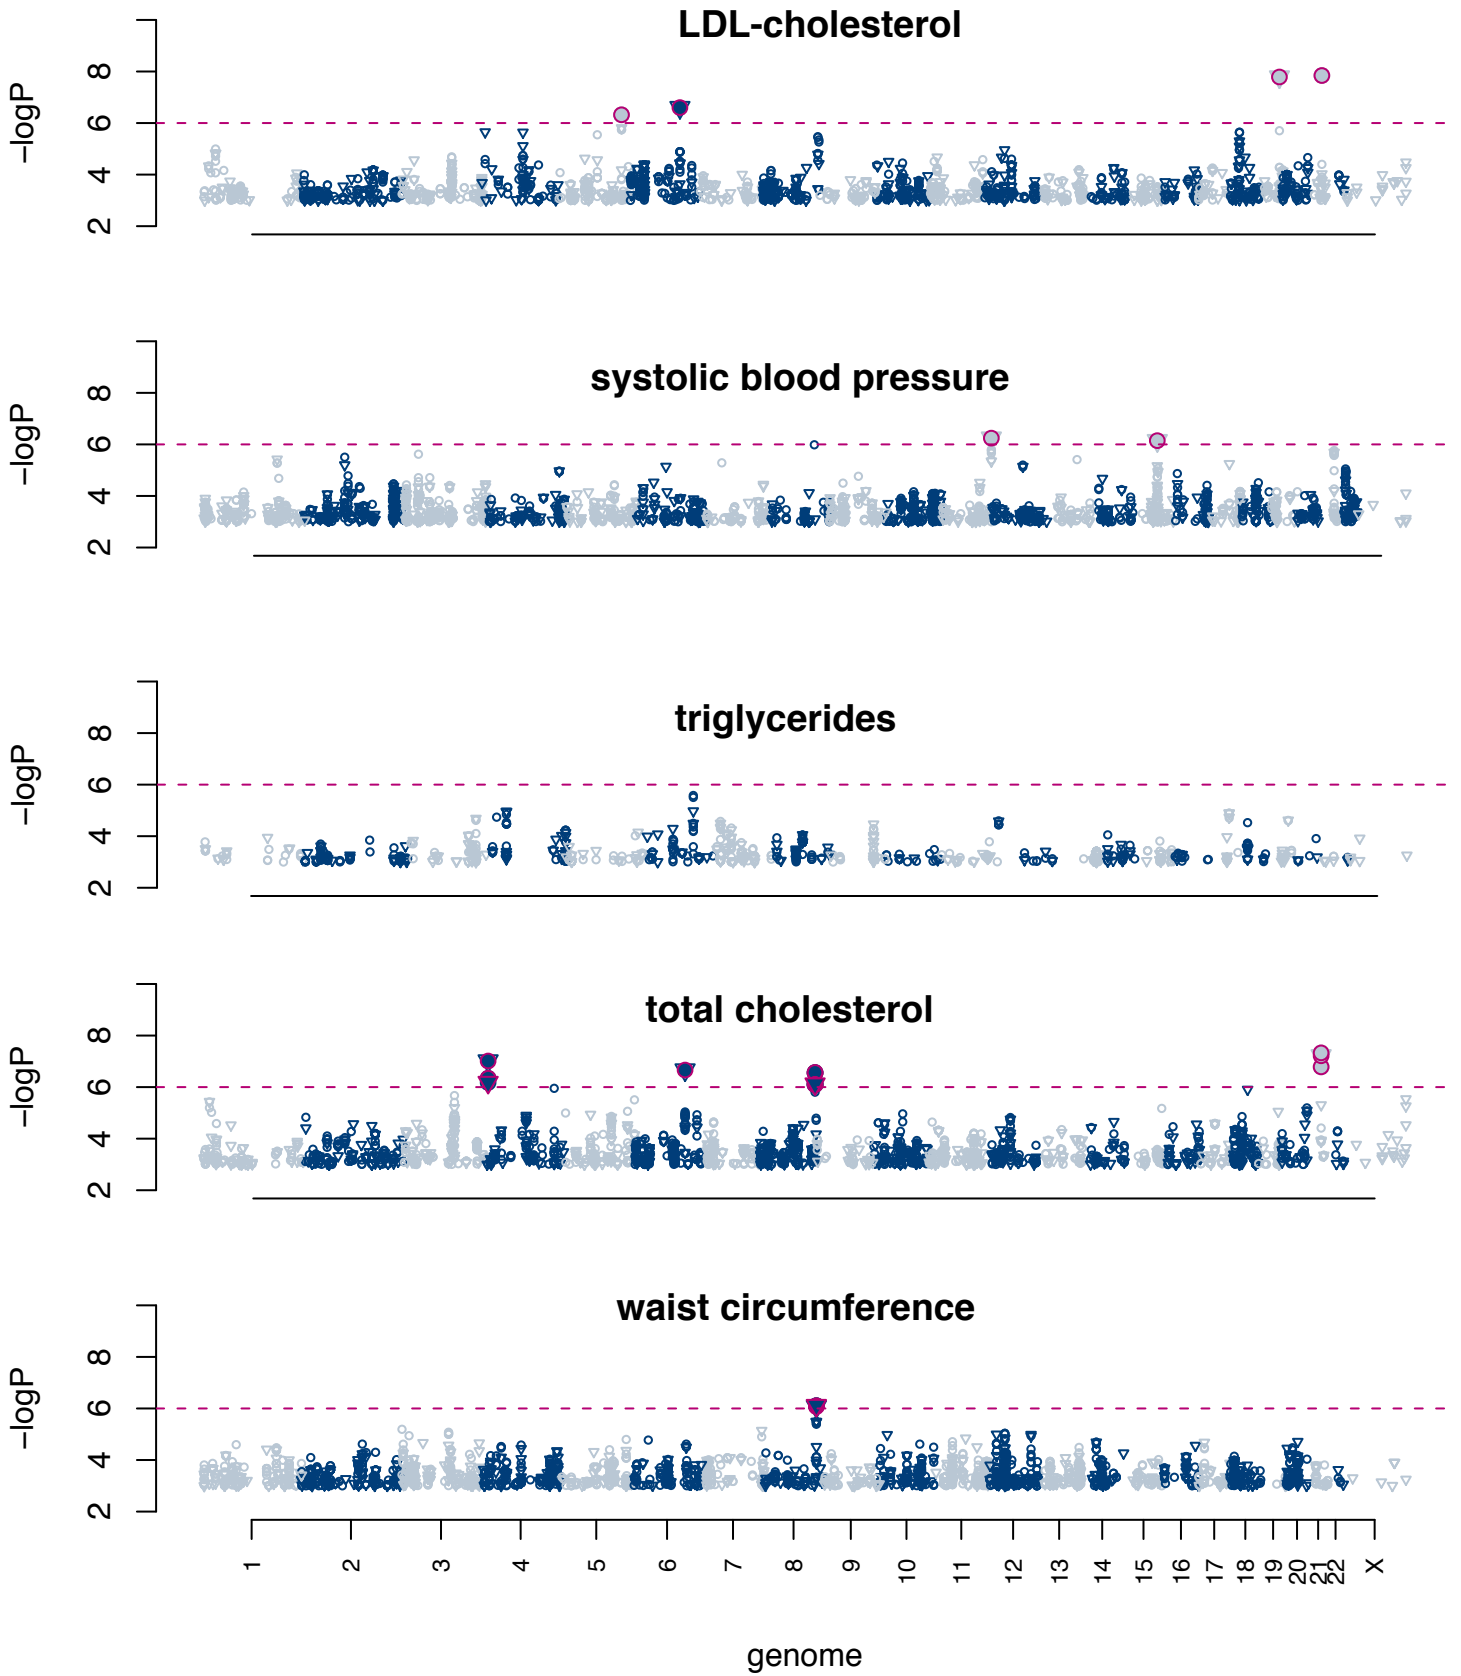 LDL-cholesterol
−logP
8
6
4
2
systolic blood pressure
−logP
8
6
4
2
triglycerides
−logP
8
6
4
2
total cholesterol
−logP
8
6
4
2
waist circumference
−logP
8
6
4
2
1 2 3 4 5 6 7 8 9 10 11 12 13 14 15 16 17 18 19 20 21 22 X
genome